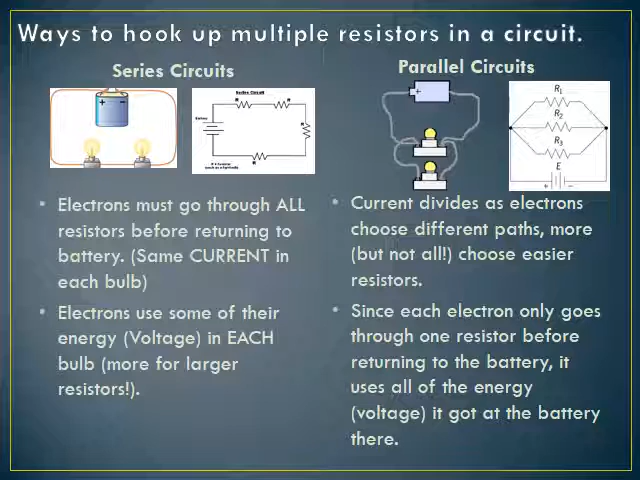 Ways to hook up multiple resistors in a circuit.
Series Circuits
Series Circuit
Battery
R
R
R
R
+ -
• Electrons must go through ALL
resistors before returning to
battery. (Same CURRENT in
each bulb)
• Electrons use some of their
energy (Voltage) in EACH
bulb (more for larger
resistors!).
Parallel Circuits
+
R1
R2
R3
E
+ -
• Current divides as electrons
choose different paths, more
(but not all!) choose easier
resistors.
• Since each electron only goes
through one resistor before
returning to the battery, it
uses all of the energy
(voltage) it got at the battery
there.